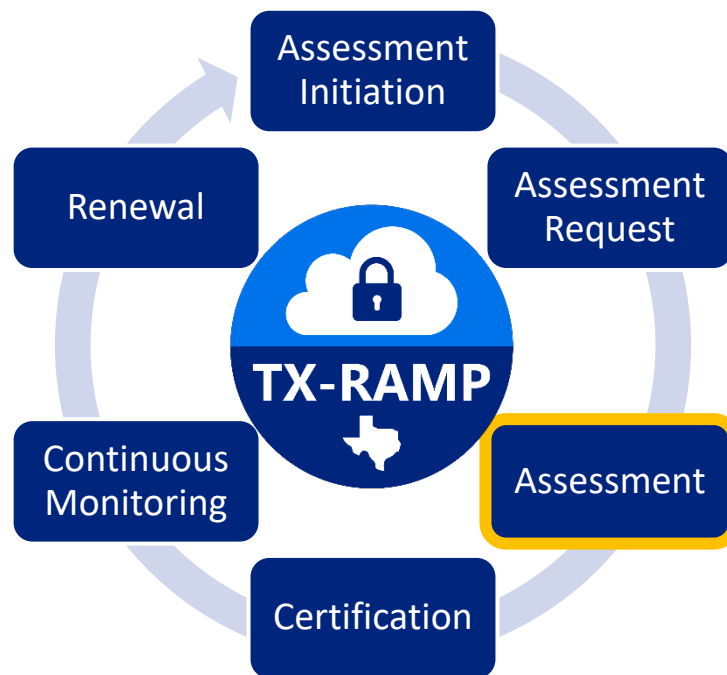 Assessment
Initiation
Assessment
Request
Assessment
Certification
Continuous
Monitoring
Renewal
TX-RAMP